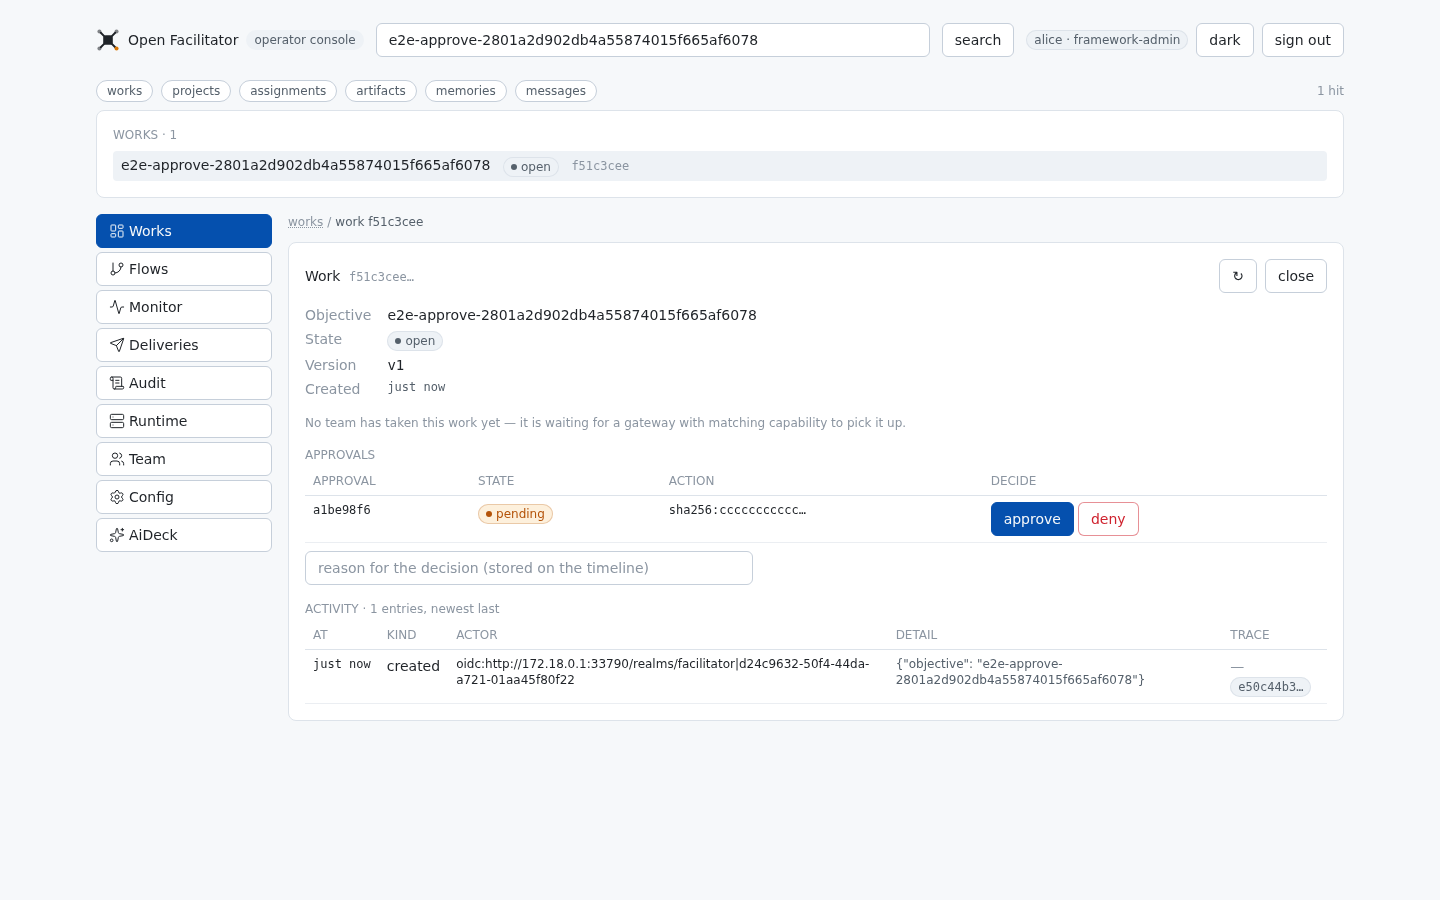 Open Facilitator operator console e2e-approve-2801a2d902db4a55874015f665af6078 search alice · framework-admin dark sign out
works projects assignments artifacts memories messages 1 hit
WORKS · 1
e2e-approve-2801a2d902db4a55874015f665af6078 open f51c3cee
Works
Flows
Monitor
Deliveries
Audit
Runtime
Team
Config
AiDeck
works / work f51c3cee
Work f51c3cee… ↻ close
Objective e2e-approve-2801a2d902db4a55874015f665af6078
State open
Version v1
Created just now
No team has taken this work yet — it is waiting for a gateway with matching capability to pick it up.
APPROVALS
APPROVAL STATE ACTION DECIDE
a1be98f6 pending sha256:ccccccccccc… approve deny
reason for the decision (stored on the timeline)
ACTIVITY · 1 entries, newest last
AT KIND ACTOR DETAIL TRACE
just now created oidc:http://172.18.0.1:33790/realms/facilitator|d24c9632-50f4-44da- {"objective": "e2e-approve- —
a721-01aa45f80f22 2801a2d902db4a55874015f665af6078"} e50c44b3…